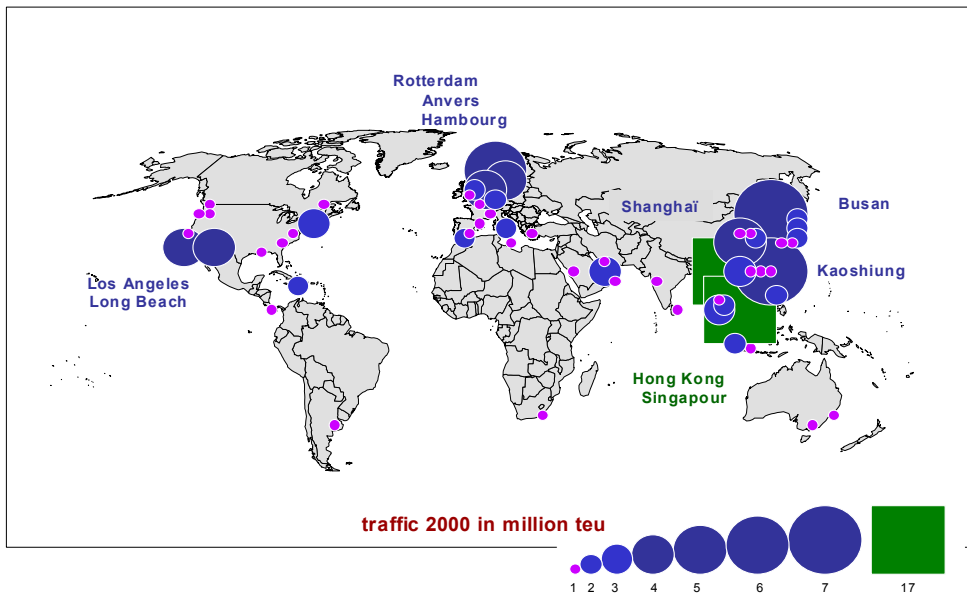 Rotterdam
Anvers
Hambourg
Shanghaï
Busan
Kaoshiung
Los Angeles
Long Beach
Hong Kong
Singapour
traffic 2000 in million teu
1 2 3 4 5 6 7 17